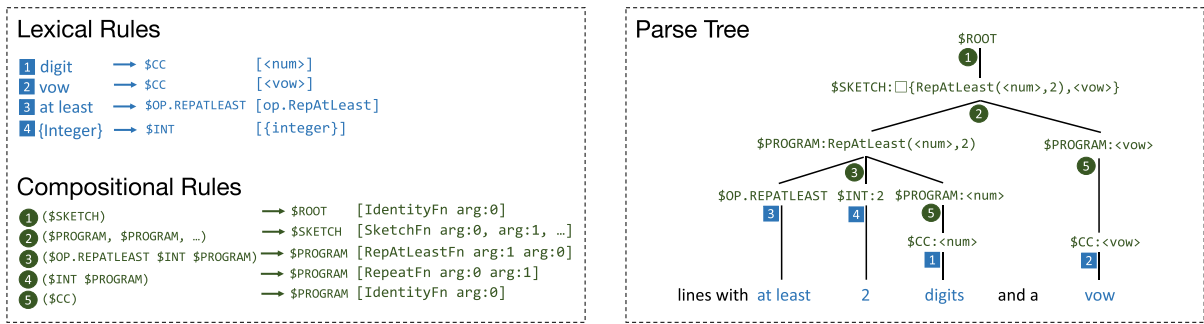 Lexical Rules
1 digit → $CC [<num>]
2 vow → $CC [<vow>]
3 at least → $OP.REPATLEAST [op.RepAtLeast]
4 {Integer} → $INT [{integer}]
Compositional Rules
1 ($SKETCH) → $ROOT [IdentityFn arg:0]
2 ($PROGRAM, $PROGRAM, …) → $SKETCH [SketchFn arg:0, arg:1, …]
3 ($OP.REPATLEAST $INT $PROGRAM) → $PROGRAM [RepAtLeastFn arg:1 arg:0]
4 ($INT $PROGRAM) → $PROGRAM [RepeatFn arg:0 arg:1]
5 ($CC) → $PROGRAM [IdentityFn arg:0]
Parse Tree
$ROOT
1
$SKETCH:□{RepAtLeast(<num>,2),<vow>}
2
$PROGRAM:RepAtLeast(<num>,2) $PROGRAM:<vow>
3 5
$OP.REPATLEAST $INT:2 $PROGRAM:<num>
3 4 5
$CC:<num> $CC:<vow>
1 2
lines with at least 2 digits and a vow